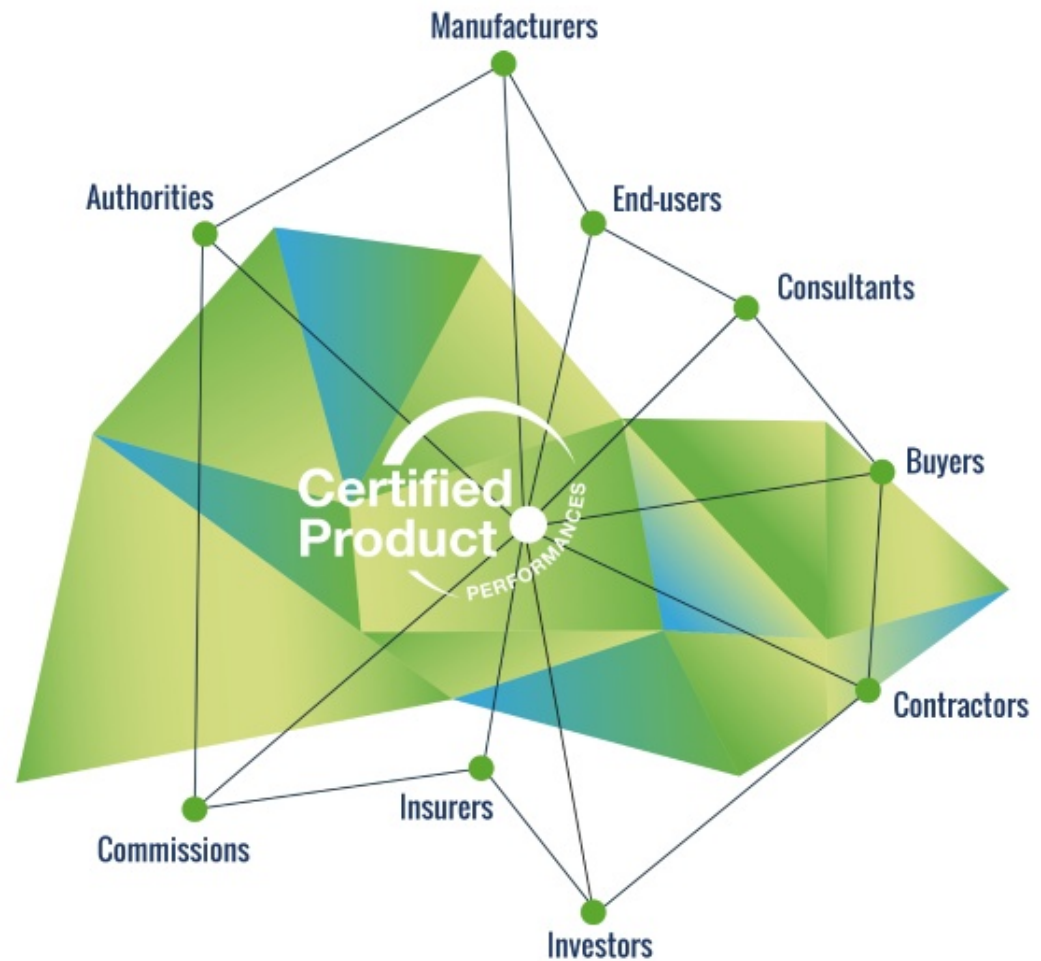 Manufacturers
Authorities
End-users
Consultants
Buyers
Certified
Product
PERFORMANCES
Contractors
Insurers
Commissions
Investors